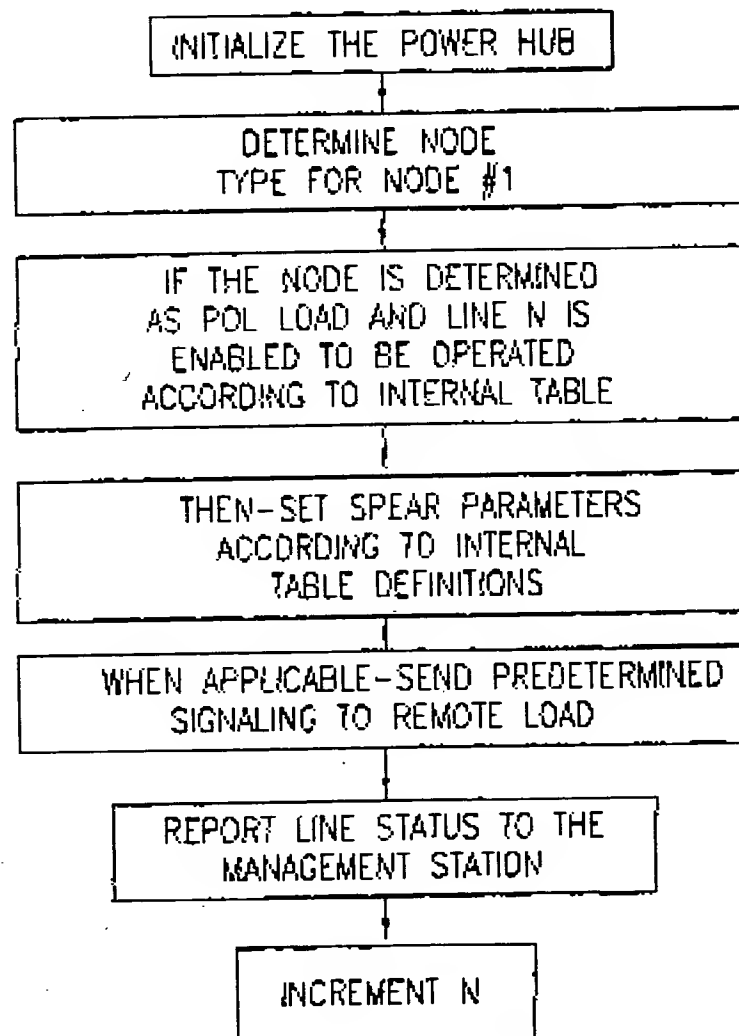 INITIALIZE THE POWER HUB
DETERMINE NODE
TYPE FOR NODE #1
IF THE NODE IS DETERMINED
AS POL LOAD AND LINE N IS
ENABLED TO BE OPERATED
ACCORDING TO INTERNAL TABLE
THEN-SET SPEAR PARAMETERS
ACCORDING TO INTERNAL
TABLE DEFINITIONS
WHEN APPLICABLE-SEND PREDETERMINED
SIGNALING TO REMOTE LOAD
REPORT LINE STATUS TO THE
MANAGEMENT STATION
INCREMENT N